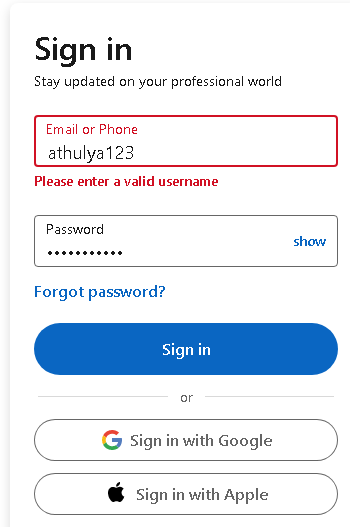 Sign in
Stay updated on your professional world
Email or Phone
athulya123
Please enter a valid username
Password
•••••••••••
show
Forgot password?
Sign in
or
Sign in with Google
Sign in with Apple